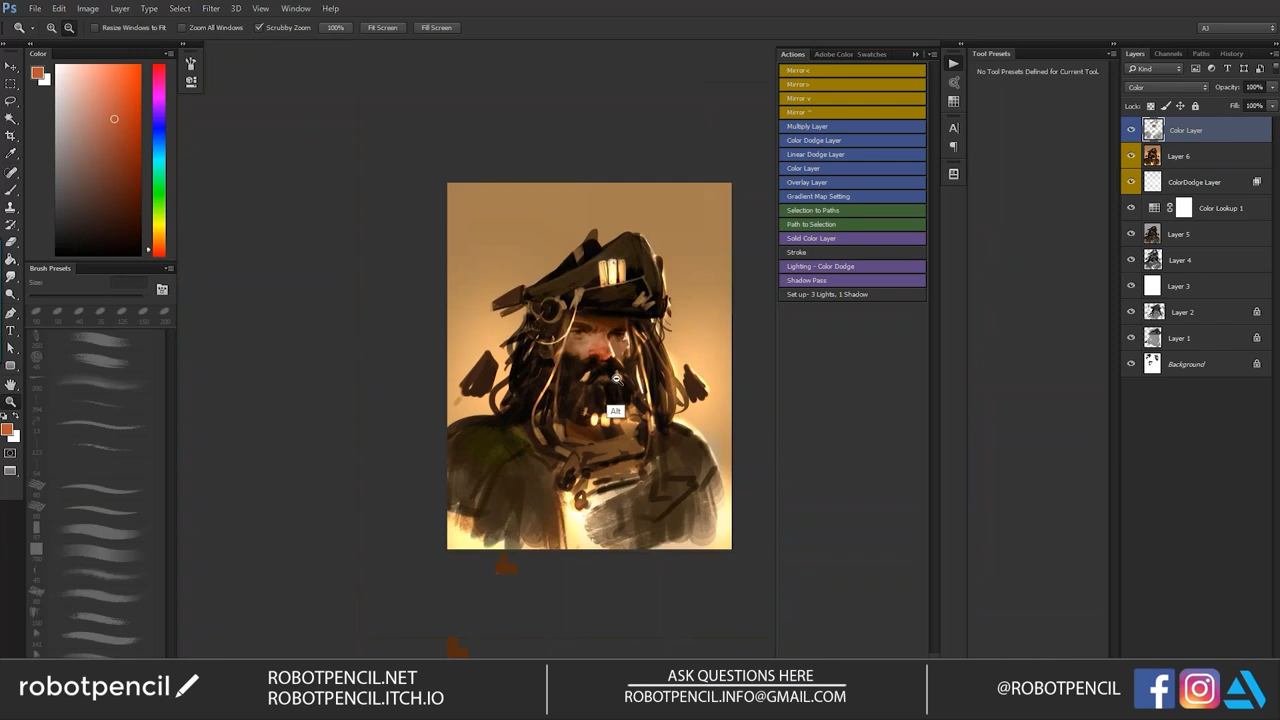 Ps File Edit Image Layer Type Select Filter 3D View Window Help
Resize Windows to Fit Zoom All Windows Scrubby Zoom 100% Fit Screen Fill Screen AJ
Color
Brush Presets
Size:
Actions Adobe Color Swatches
Mirror<
Mirror>
Mirror v
Mirror ^
Multiply Layer
Color Dodge Layer
Linear Dodge Layer
Color Layer
Overlay Layer
Gradient Map Setting
Selection to Paths
Path to Selection
Solid Color Layer
Stroke
Lighting - Color Dodge
Shadow Pass
Set up- 3 Lights, 1 Shadow
Alt
Tool Presets
No Tool Presets Defined for Current Tool.
Layers Channels Paths History
Kind
Color Opacity: 100%
Lock: Fill: 100%
Color Layer
Layer 6
ColorDodge Layer
Color Lookup 1
Layer 5
Layer 4
Layer 3
Layer 2
Layer 1
Background
robotpencil
ROBOTPENCIL.NET
ROBOTPENCIL.ITCH.IO
ASK QUESTIONS HERE
ROBOTPENCIL.INFO@GMAIL.COM
@ROBOTPENCIL